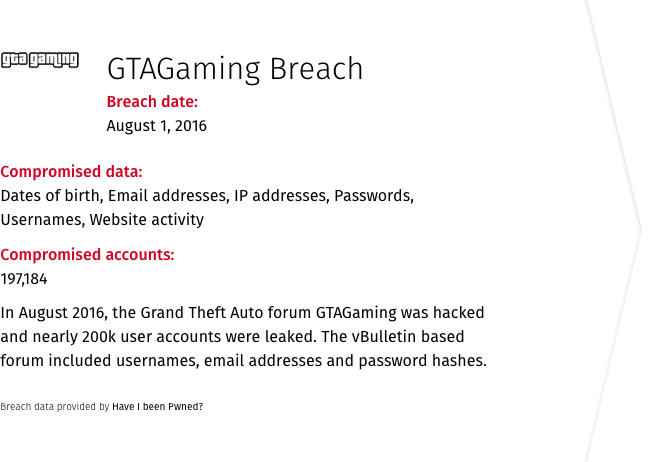 gta gaming
GTAGaming Breach
Breach date:
August 1, 2016
Compromised data:
Dates of birth, Email addresses, IP addresses, Passwords,
Usernames, Website activity
Compromised accounts:
197,184
In August 2016, the Grand Theft Auto forum GTAGaming was hacked
and nearly 200k user accounts were leaked. The vBulletin based
forum included usernames, email addresses and password hashes.
Breach data provided by Have I been Pwned?